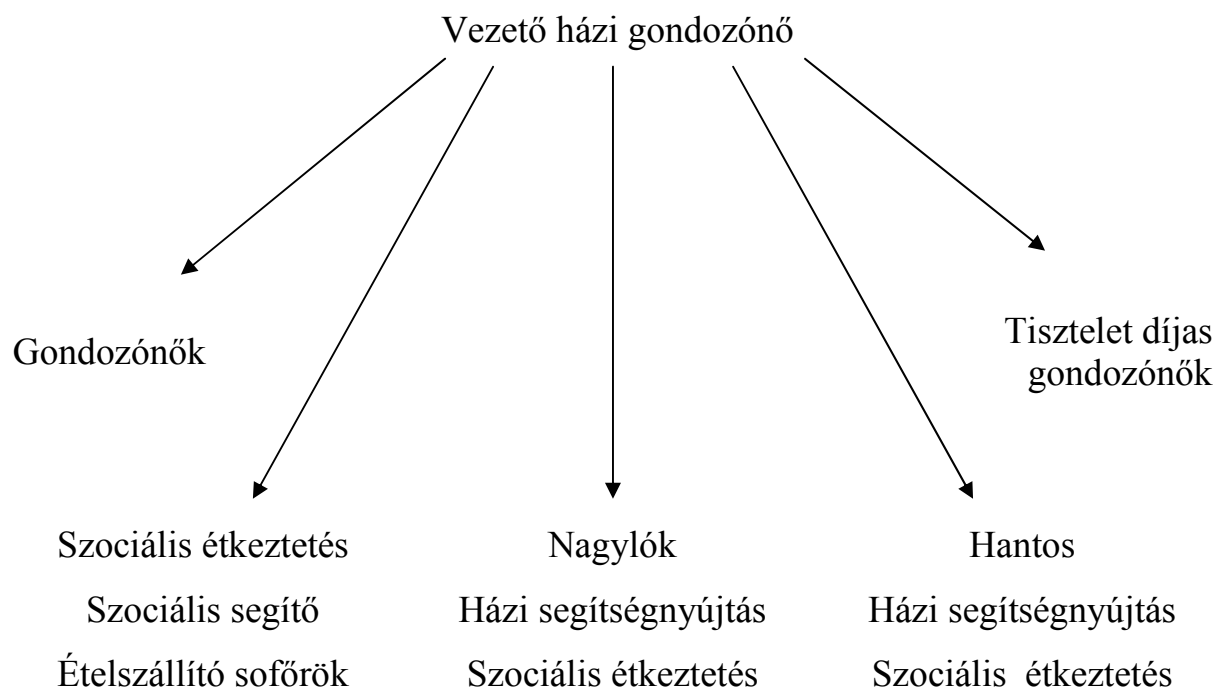 Vezető házi gondozónő
Gondozónők
Tisztelet díjas
gondozónők
Szociális étkeztetés
Szociális segítő
Ételszállító sofőrök
Nagylók
Házi segítségnyújtás
Szociális étkeztetés
Hantos
Házi segítségnyújtás
Szociális étkeztetés